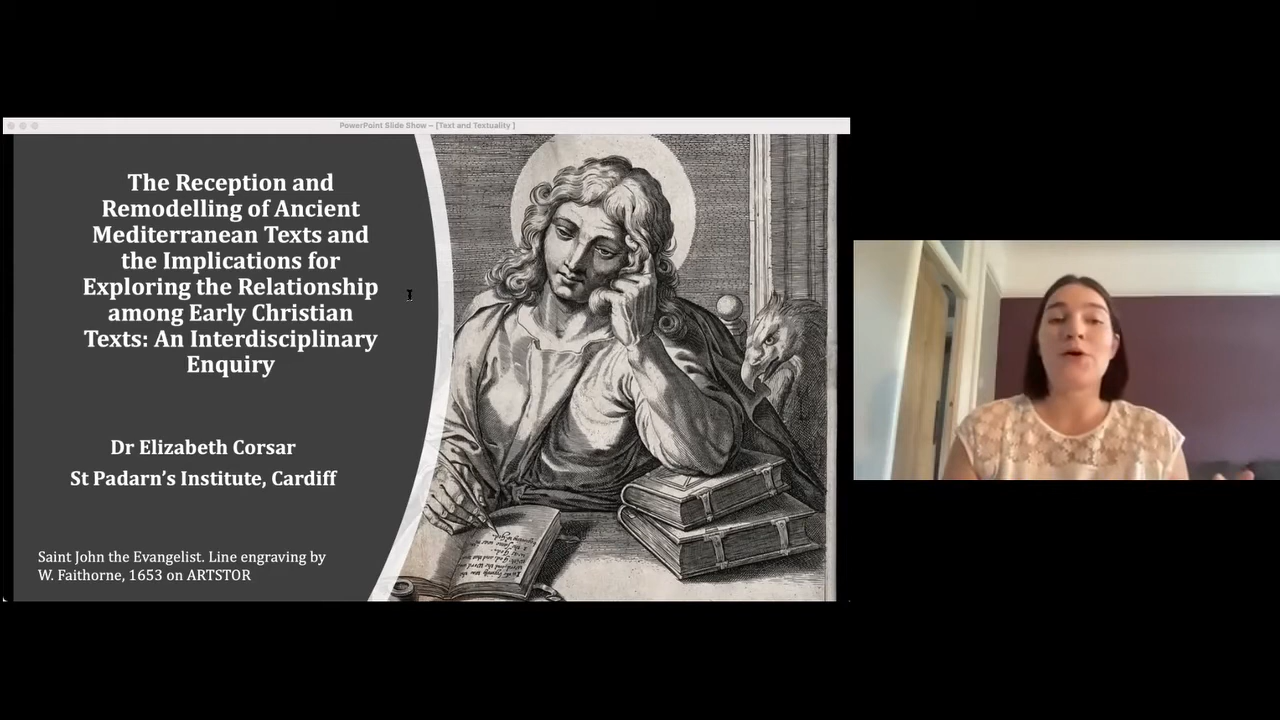 PowerPoint Slide Show - [Text and Textuality ]
The Reception and
Remodelling of Ancient
Mediterranean Texts and
the Implications for
Exploring the Relationship
among Early Christian
Texts: An Interdisciplinary
Enquiry
Dr Elizabeth Corsar
St Padarn’s Institute, Cardiff
Saint John the Evangelist. Line engraving by
W. Faithorne, 1653 on ARTSTOR